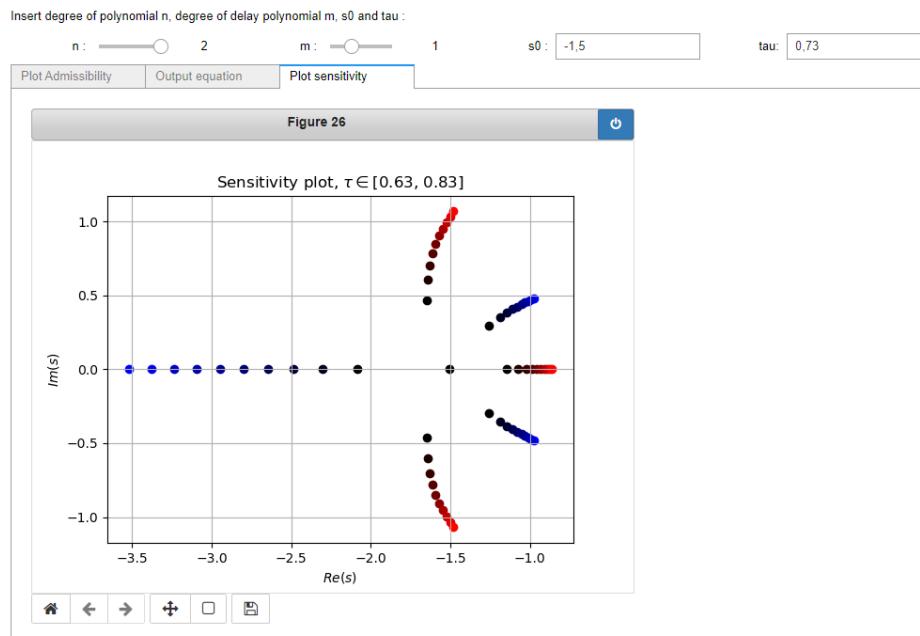 Insert degree of polynomial n, degree of delay polynomial m, s0 and tau :
n : 2 m : 1 s0 : -1,5 tau: 0,73
Plot Admissibility Output equation Plot sensitivity
Figure 26
Sensitivity plot, τ ∈ [0.63, 0.83]
1.0
0.5
0.0
−0.5
−1.0
Im(s)
−3.5 −3.0 −2.5 −2.0 −1.5 −1.0
Re(s)